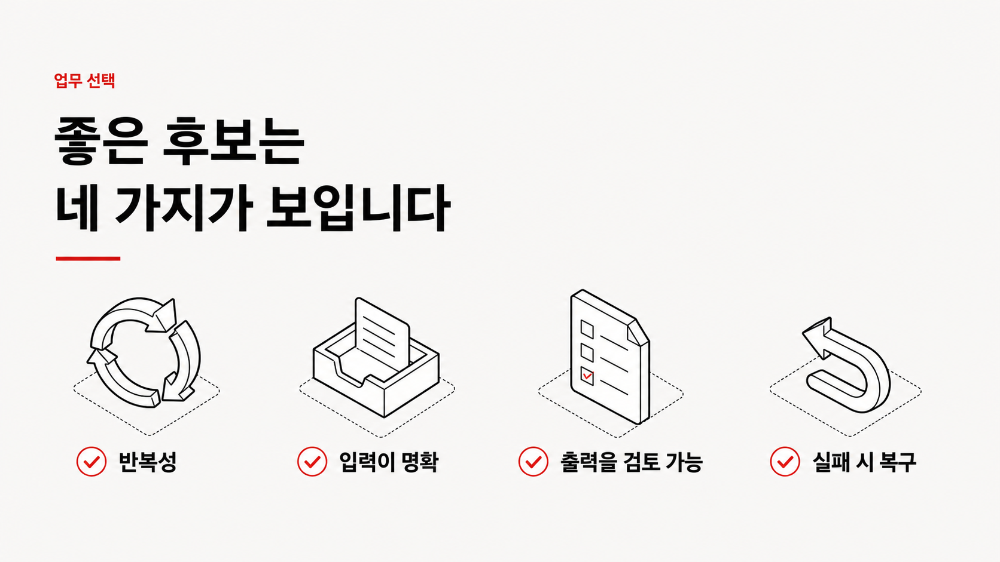 업무 선택
좋은 후보는
네 가지가 보입니다
반복성
입력이 명확
출력을 검토 가능
실패 시 복구